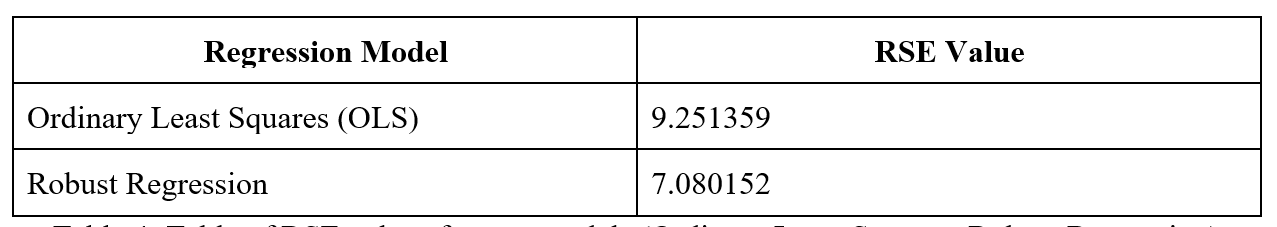 Regression Model RSE Value
Ordinary Least Squares (OLS) 9.251359
Robust Regression 7.080152